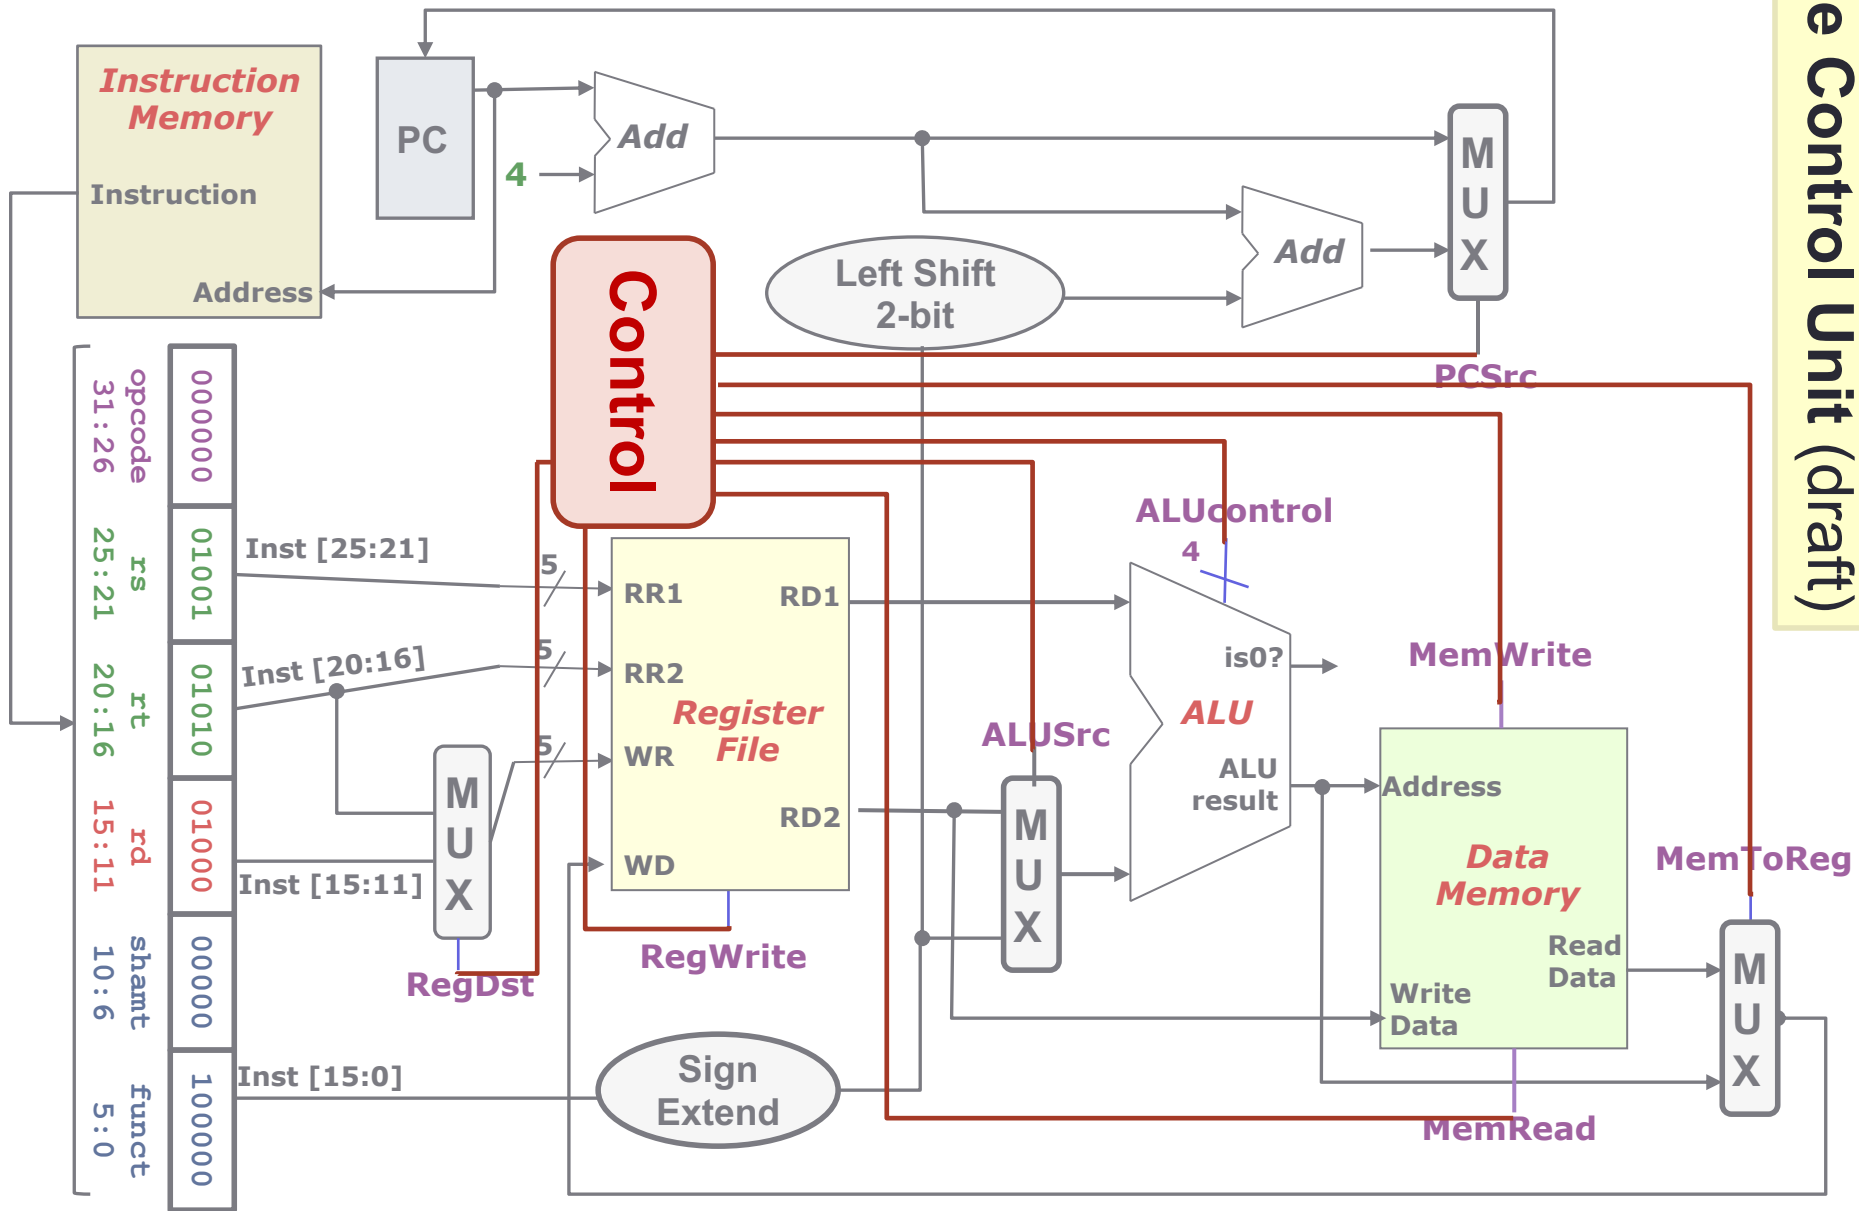 e Control Unit (draft)
Instruction
Memory
Instruction
Address
PC
4
Add
Add
M
U
X
PCSrc
Left Shift
2-bit
Control
opcode
31:26
000000
rs
25:21
01001
rt
20:16
01010
rd
15:11
01000
shamt
10:6
00000
funct
5:0
100000
Inst [25:21]
5
Inst [20:16]
5
5
Inst [15:11]
Inst [15:0]
M
U
X
RegDst
RR1
RR2
WR
WD
RD1
RD2
Register
File
RegWrite
Sign
Extend
ALUSrc
M
U
X
ALUcontrol
4
is0?
ALU
ALU
result
MemWrite
Address
Data
Memory
Read
Data
Write
Data
MemRead
MemToReg
M
U
X